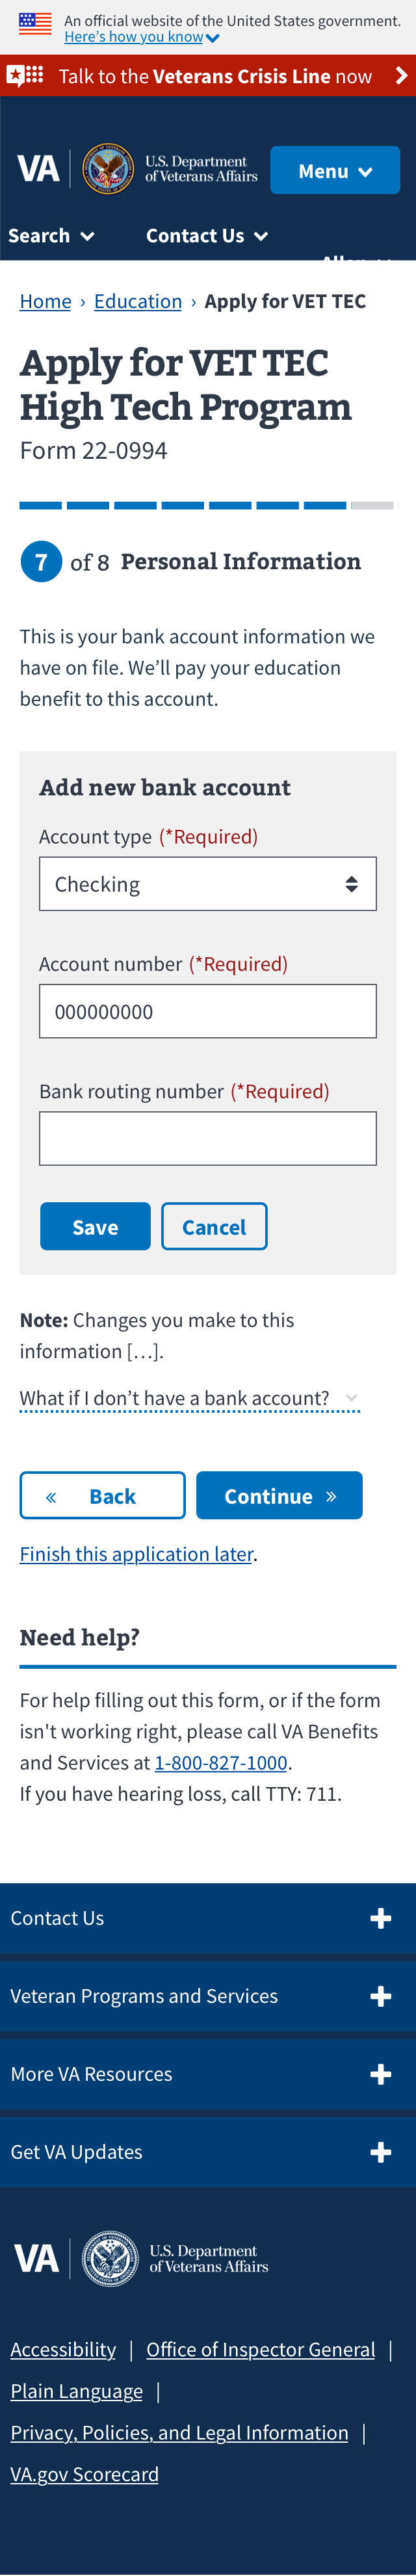 An official website of the United States government.
Here's how you know
Talk to the Veterans Crisis Line now
VA
U.S. Department
of Veterans Affairs
Menu
Search
Contact Us
Home › Education › Apply for VET TEC
Apply for VET TEC
High Tech Program
Form 22-0994
7 of 8 Personal Information
This is your bank account information we
have on file. We'll pay your education
benefit to this account.
Add new bank account
Account type (*Required)
Checking
Account number (*Required)
000000000
Bank routing number (*Required)
Save
Cancel
Note: Changes you make to this
information [...].
What if I don't have a bank account?
« Back
Continue »
Finish this application later.
Need help?
For help filling out this form, or if the form
isn't working right, please call VA Benefits
and Services at 1-800-827-1000.
If you have hearing loss, call TTY: 711.
Contact Us
Veteran Programs and Services
More VA Resources
Get VA Updates
VA
U.S. Department
of Veterans Affairs
Accessibility | Office of Inspector General |
Plain Language |
Privacy, Policies, and Legal Information |
VA.gov Scorecard